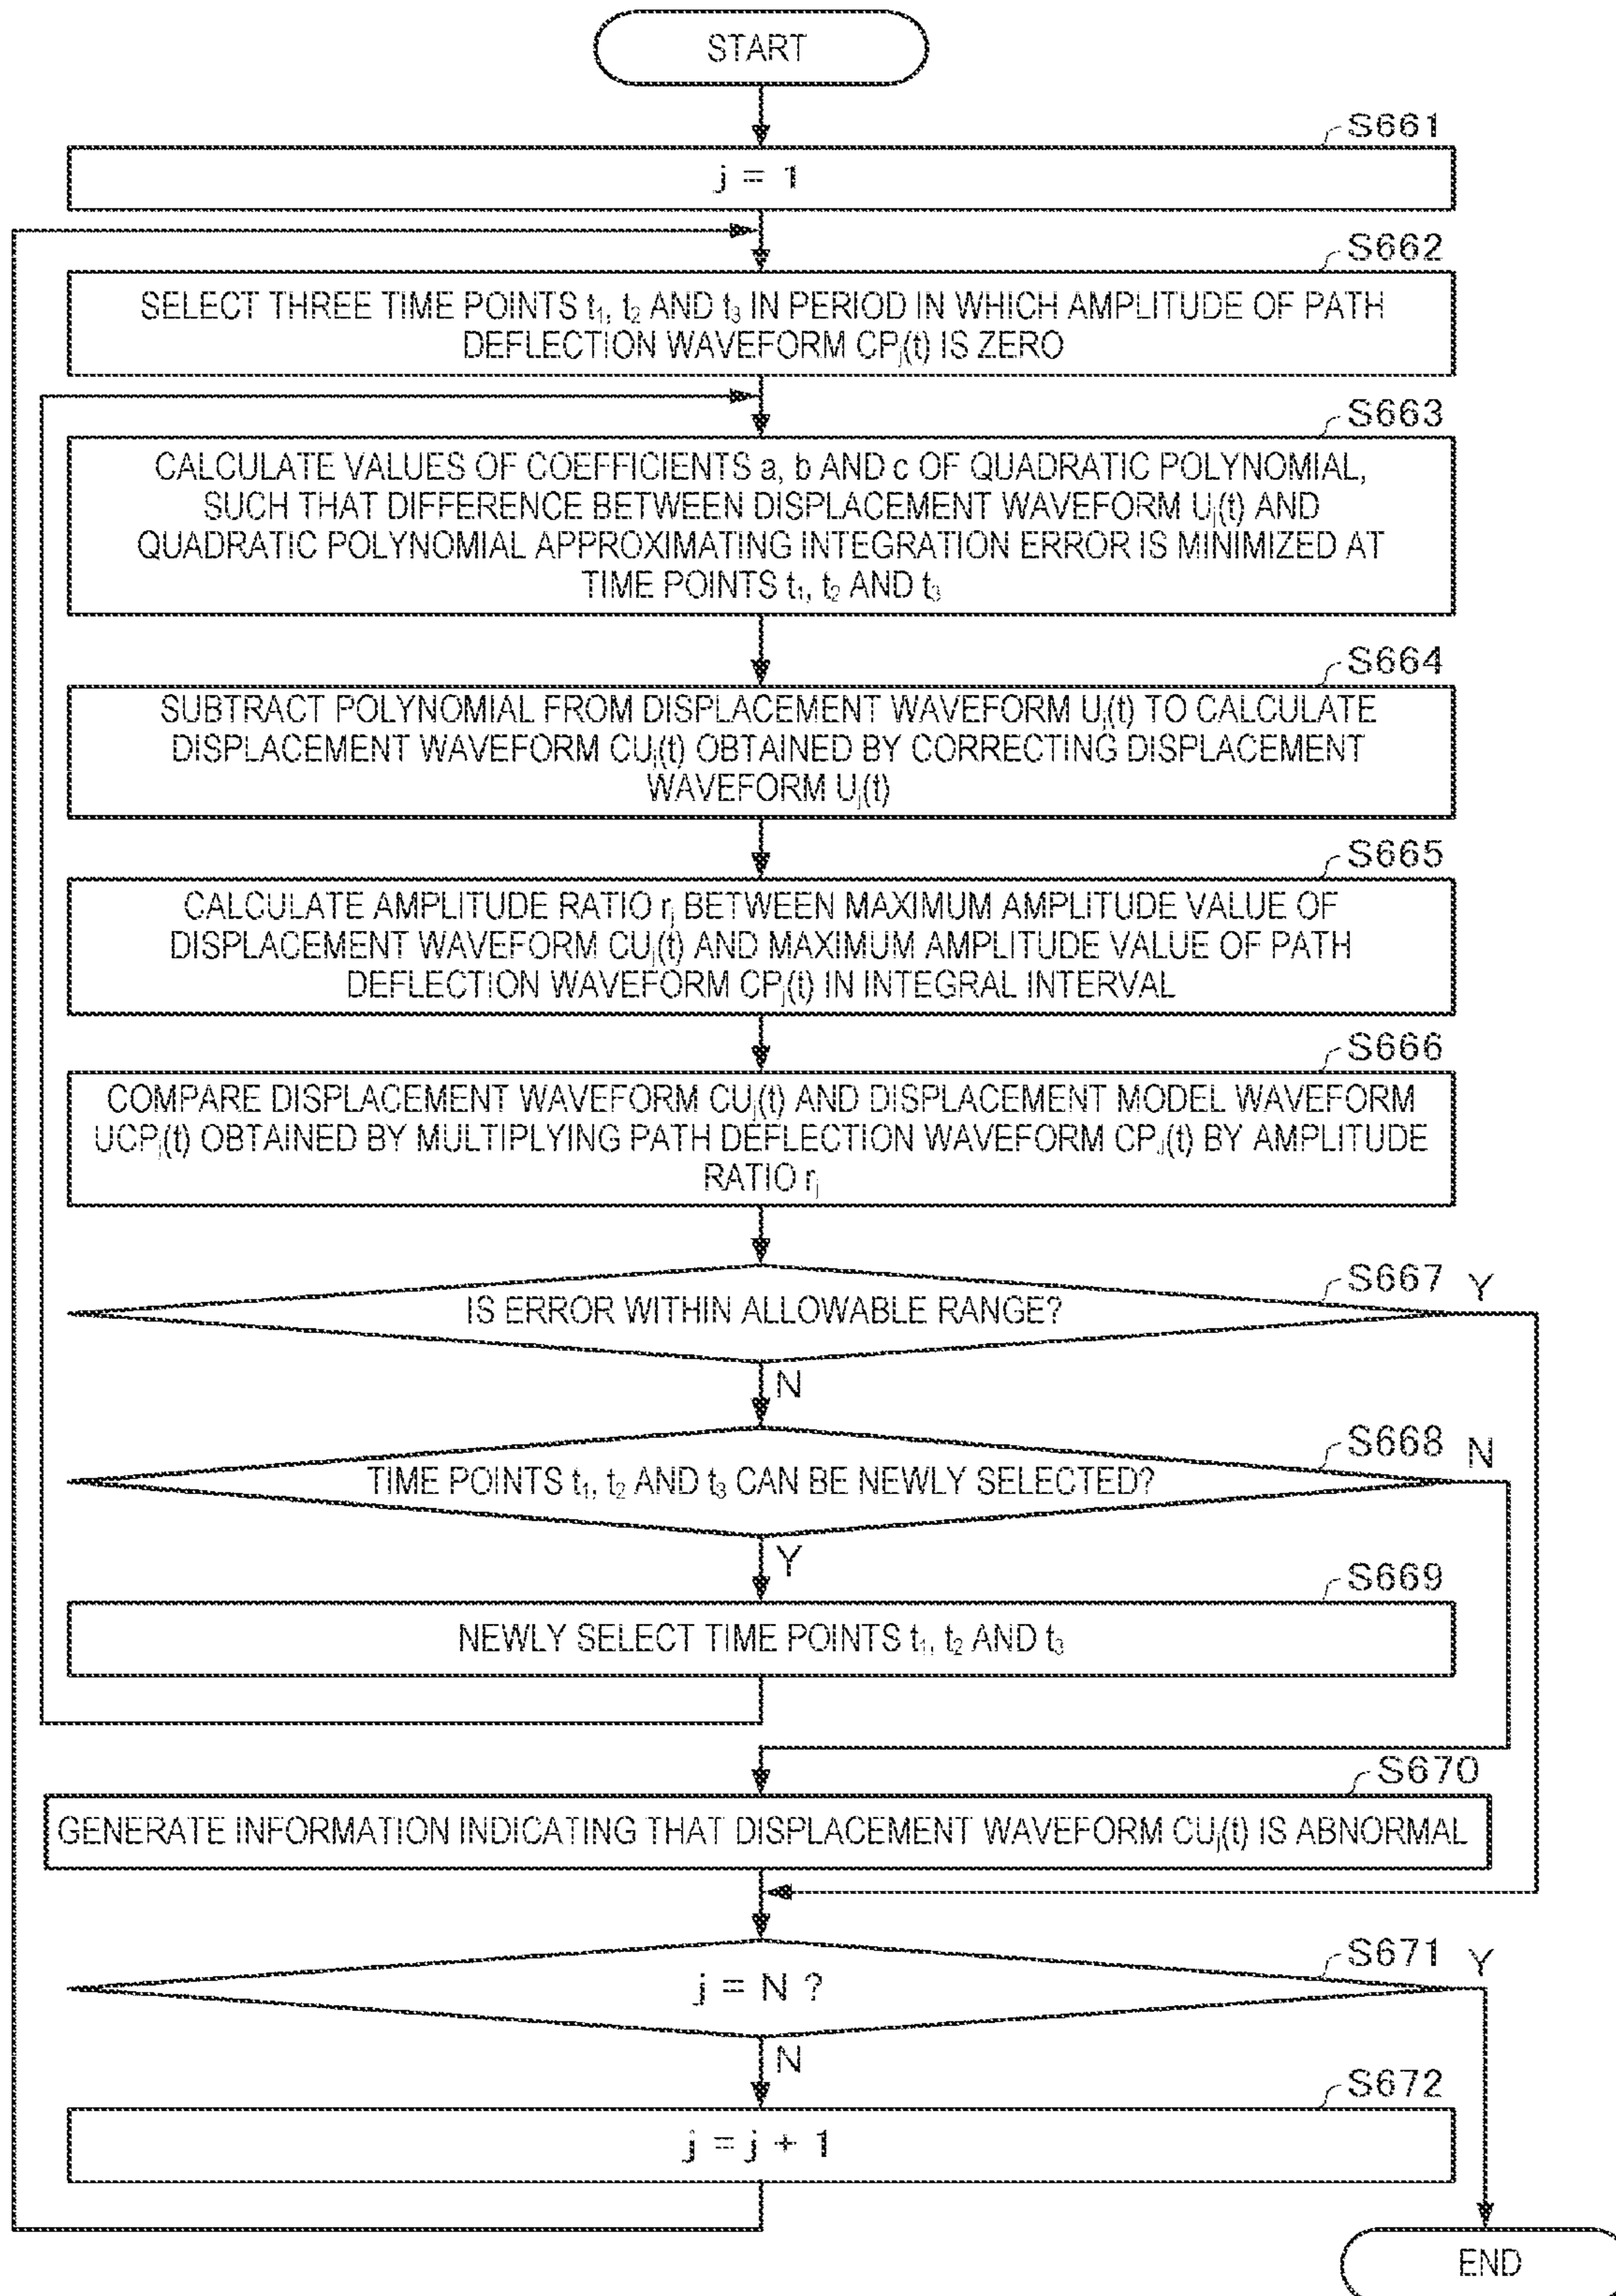 START
S661
j = 1
S662
SELECT THREE TIME POINTS t₁, t₂ AND t₃ IN PERIOD IN WHICH AMPLITUDE OF PATH
DEFLECTION WAVEFORM CPⱼ(t) IS ZERO
S663
CALCULATE VALUES OF COEFFICIENTS a, b AND c OF QUADRATIC POLYNOMIAL,
SUCH THAT DIFFERENCE BETWEEN DISPLACEMENT WAVEFORM Uⱼ(t) AND
QUADRATIC POLYNOMIAL APPROXIMATING INTEGRATION ERROR IS MINIMIZED AT
TIME POINTS t₁, t₂ AND t₃
S664
SUBTRACT POLYNOMIAL FROM DISPLACEMENT WAVEFORM Uⱼ(t) TO CALCULATE
DISPLACEMENT WAVEFORM CUⱼ(t) OBTAINED BY CORRECTING DISPLACEMENT
WAVEFORM Uⱼ(t)
S665
CALCULATE AMPLITUDE RATIO rⱼ BETWEEN MAXIMUM AMPLITUDE VALUE OF
DISPLACEMENT WAVEFORM CUⱼ(t) AND MAXIMUM AMPLITUDE VALUE OF PATH
DEFLECTION WAVEFORM CPⱼ(t) IN INTEGRAL INTERVAL
S666
COMPARE DISPLACEMENT WAVEFORM CUⱼ(t) AND DISPLACEMENT MODEL WAVEFORM
UCPⱼ(t) OBTAINED BY MULTIPLYING PATH DEFLECTION WAVEFORM CPⱼ(t) BY AMPLITUDE
RATIO rⱼ
S667 Y
IS ERROR WITHIN ALLOWABLE RANGE?
N
S668 N
TIME POINTS t₁, t₂ AND t₃ CAN BE NEWLY SELECTED?
Y
S669
NEWLY SELECT TIME POINTS t₁, t₂ AND t₃
S670
GENERATE INFORMATION INDICATING THAT DISPLACEMENT WAVEFORM CUⱼ(t) IS ABNORMAL
S671 Y
j = N ?
N
S672
j = j + 1
END